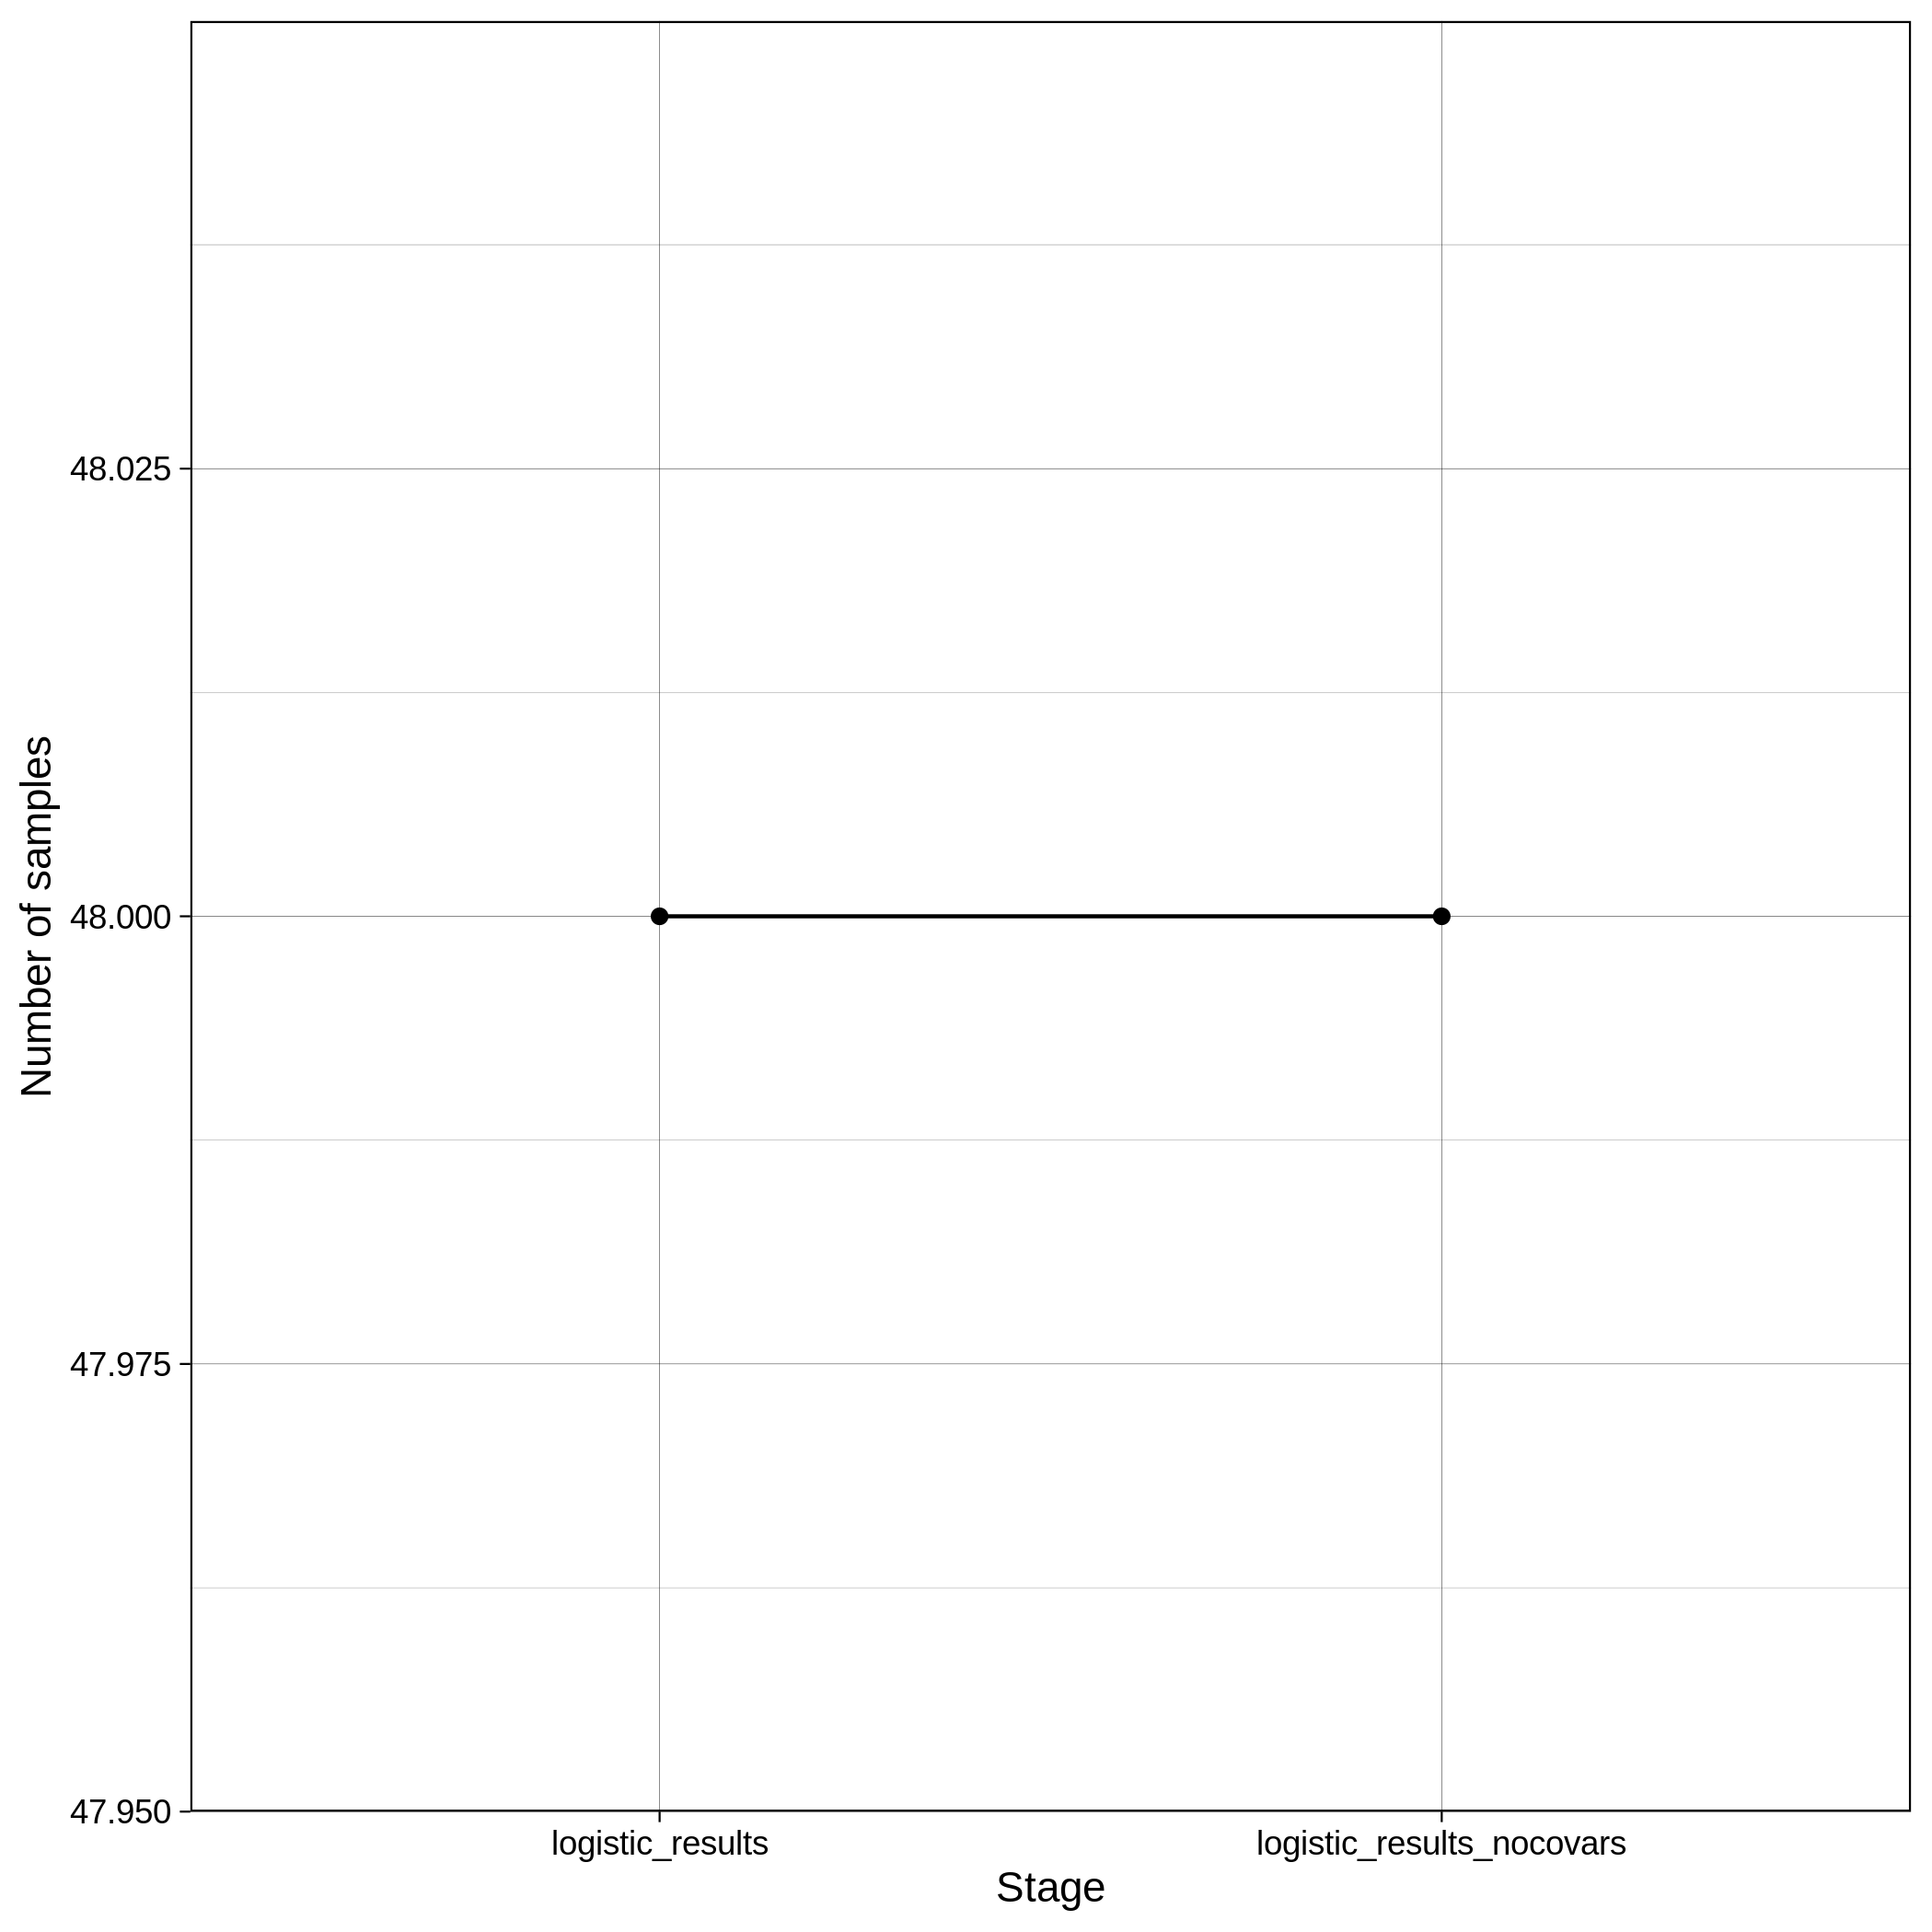 Number of samples
48.025
48.000
47.975
47.950
logistic_results
logistic_results_nocovars
Stage